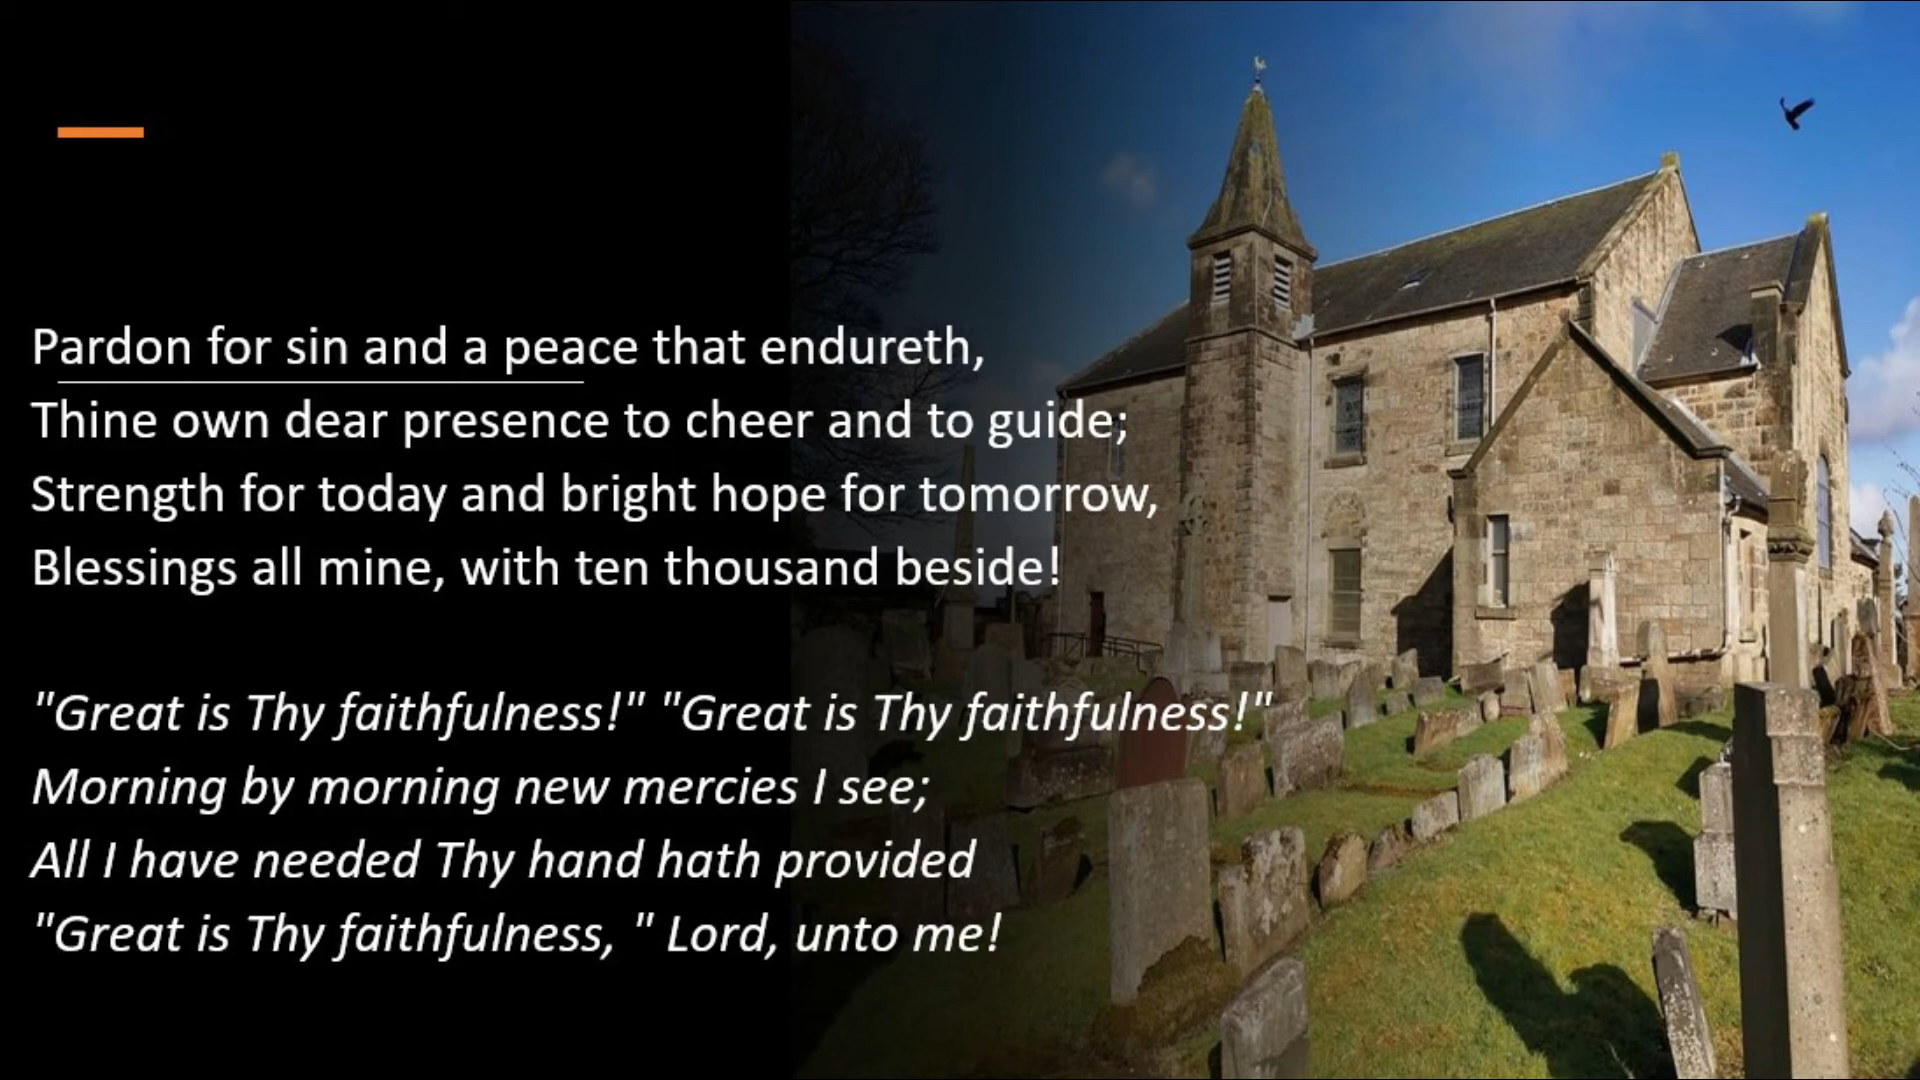 Pardon for sin and a peace that endureth,
Thine own dear presence to cheer and to guide;
Strength for today and bright hope for tomorrow,
Blessings all mine, with ten thousand beside!
"Great is Thy faithfulness!" "Great is Thy faithfulness!"
Morning by morning new mercies I see;
All I have needed Thy hand hath provided
"Great is Thy faithfulness, " Lord, unto me!